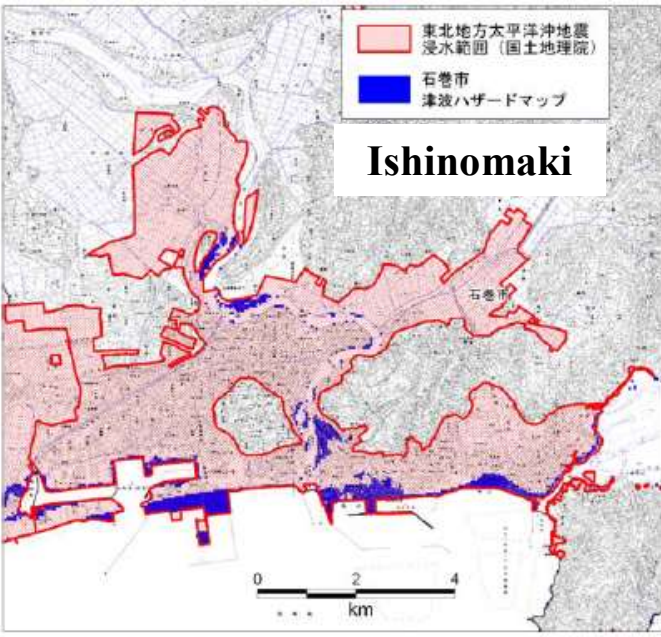 東北地方太平洋沖地震
浸水範囲（国土地理院）
石巻市
津波ハザードマップ
Ishinomaki
石巻市
0 2 4
km